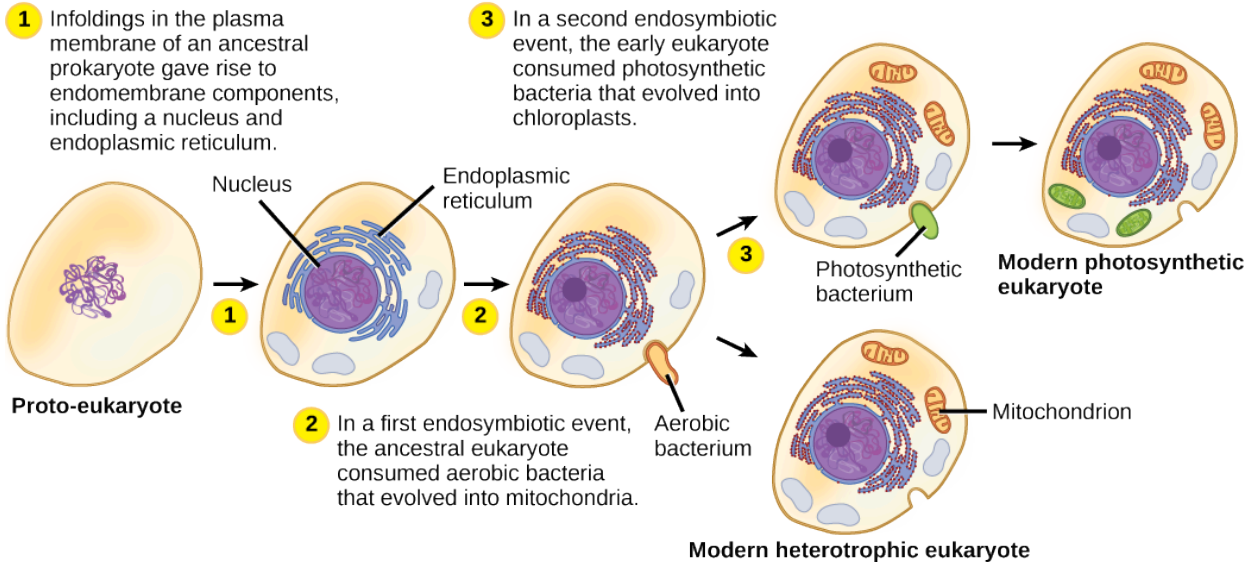 1 Infoldings in the plasma
membrane of an ancestral
prokaryote gave rise to
endomembrane components,
including a nucleus and
endoplasmic reticulum.
3 In a second endosymbiotic
event, the early eukaryote
consumed photosynthetic
bacteria that evolved into
chloroplasts.
Nucleus
Endoplasmic
reticulum
1
2
3
Photosynthetic
bacterium
Modern photosynthetic
eukaryote
Proto-eukaryote
2 In a first endosymbiotic event,
the ancestral eukaryote
consumed aerobic bacteria
that evolved into mitochondria.
Aerobic
bacterium
Mitochondrion
Modern heterotrophic eukaryote